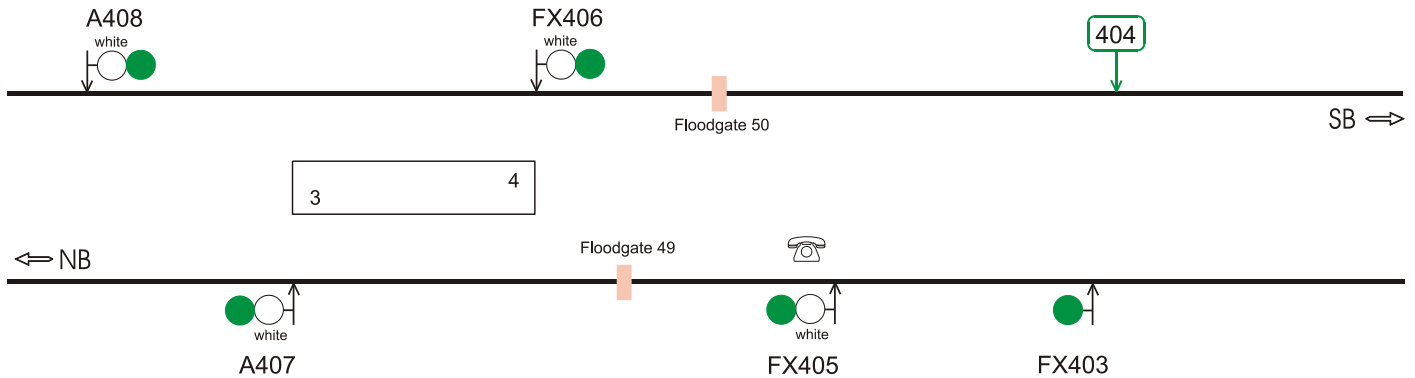 A408
white
FX406
white
404
Floodgate 50
SB
3
4
NB
Floodgate 49
white
A407
white
FX405
FX403